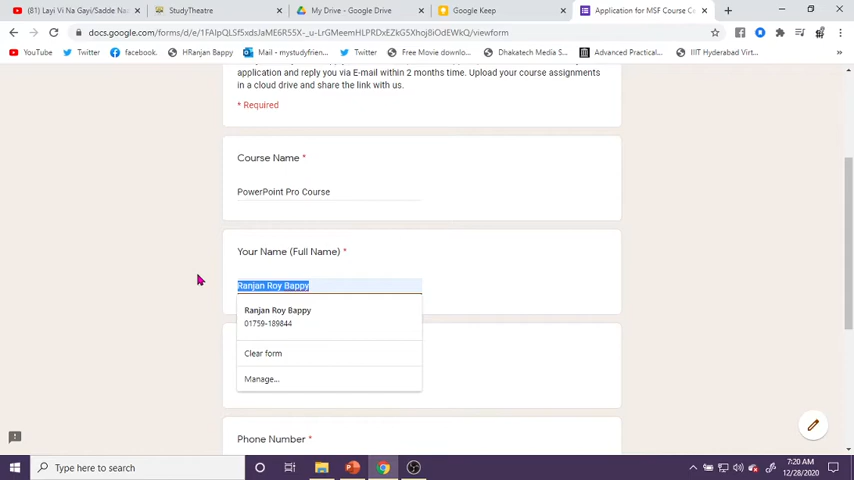 (81) Layi Vi Na Gayi/Sadde Na
StudyTheatre
My Drive - Google Drive
Google Keep
Application for MSF Course C
docs.google.com/forms/d/e/1FAIpQLSf5xdsJaME6R55X-u-LrGMeemHLPRDxEZkG5Xhoj8iOdEWKQ/viewform
YouTube
Twitter
facebook.
HRanjan Bappy
Mail - mystudyfrien...
Twitter
Free Movie downl...
Dhakatech Media S...
Advanced Practical...
IIIT Hyderabad Virtu...
application and reply you via E-mail within 2 months time. Upload your course assignments
in a cloud drive and share the link with us.
* Required
Course Name *
PowerPoint Pro Course
Your Name (Full Name) *
Ranjan Roy Bappy
Ranjan Roy Bappy
01759-189844
Clear form
Manage...
Phone Number *
Type here to search
7:20 AM
12/28/2020